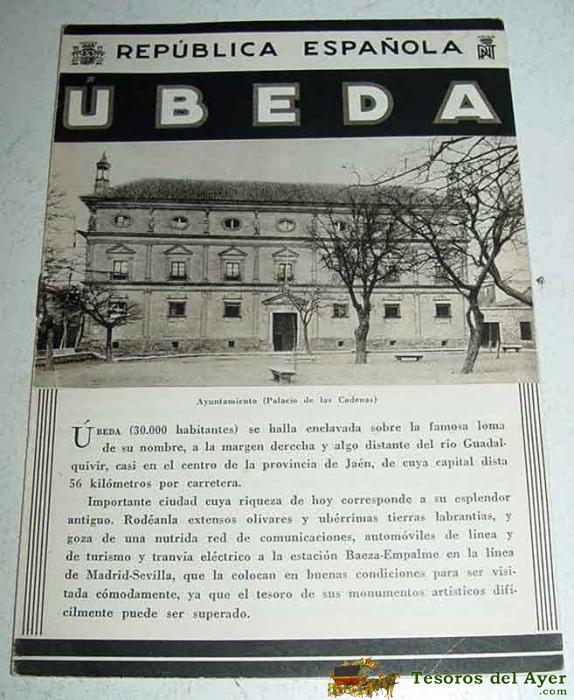 REPÚBLICA ESPAÑOLA
ÚBEDA
Ayuntamiento (Palacio de las Cadenas)
ÚBEDA (30.000 habitantes) se halla enclavada sobre la famosa loma
de su nombre, a la margen derecha y algo distante del río Guadal-
quivir, casi en el centro de la provincia de Jaén, de cuya capital dista
56 kilómetros por carretera.
Importante ciudad cuya riqueza de hoy corresponde a su esplendor
antiguo. Rodéanla extensos olivares y ubérrimas tierras labrantías, y
goza de una nutrida red de comunicaciones, automóviles de línea y
de turismo y tranvía eléctrico a la estación Baeza-Empalme en la línea
de Madrid-Sevilla, que la colocan en buenas condiciones para ser visi-
tada cómodamente, ya que el tesoro de sus monumentos artísticos difí-
cilmente puede ser superado.
Tesoros del Ayer
.com